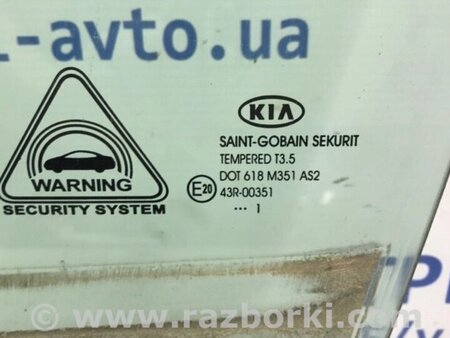 -avto.ua
KIA
SAINT-GOBAIN SEKURIT
TEMPERED T3.5
DOT 618 M351 AS2
E20 43R-00351
... 1
WARNING
SECURITY SYSTEM
© www.razborki.com